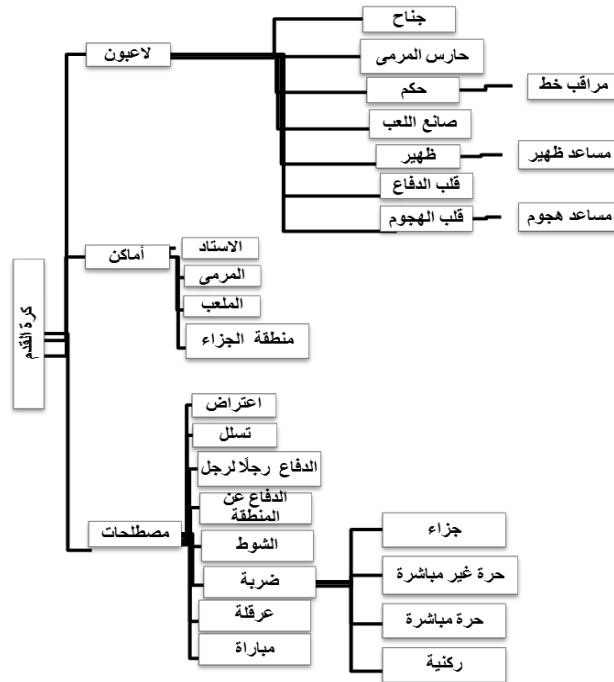 كرة القدم
لاعبون
جناح
حارس المرمى
حكم
مراقب خط
صانع اللعب
ظهير
مساعد ظهير
قلب الدفاع
قلب الهجوم
مساعد هجوم
أماكن
الاستاد
المرمى
الملعب
منطقة الجزاء
مصطلحات
اعتراض
تسلل
الدفاع رجلًا لرجل
الدفاع عن
المنطقة
الشوط
ضربة
جزاء
حرة غير مباشرة
حرة مباشرة
ركنية
عرقلة
مباراة